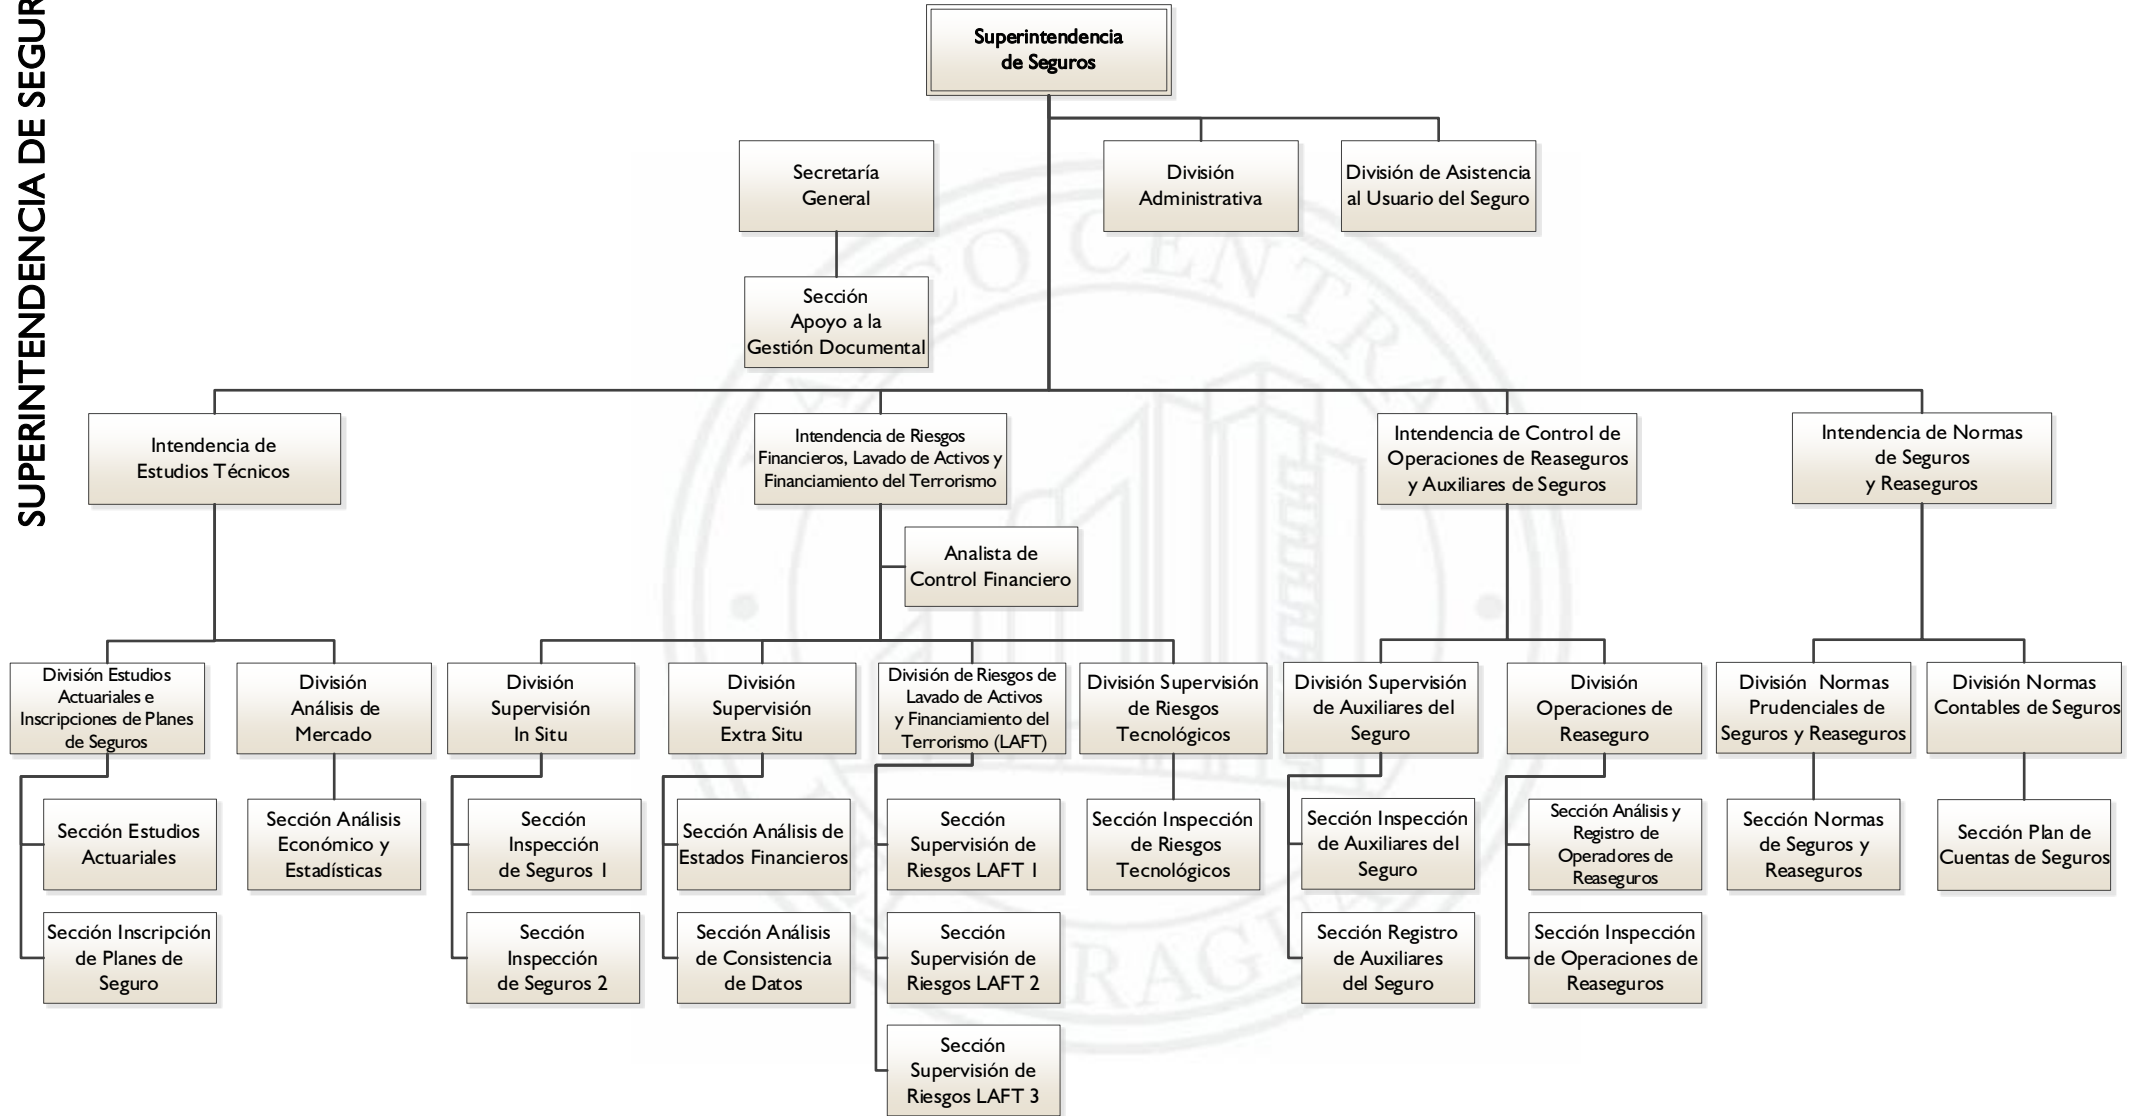 SUPERINTENDENCIA DE SEGUR
Superintendencia
de Seguros
Secretaría
General
División
Administrativa
División de Asistencia
al Usuario del Seguro
Sección
Apoyo a la
Gestión Documental
Intendencia de
Estudios Técnicos
Intendencia de Riesgos
Financieros, Lavado de Activos y
Financiamiento del Terrorismo
Intendencia de Control de
Operaciones de Reaseguros
y Auxiliares de Seguros
Intendencia de Normas
de Seguros
y Reaseguros
Analista de
Control Financiero
División Estudios
Actuariales e
Inscripciones de Planes
de Seguros
División
Análisis de
Mercado
División
Supervisión
In Situ
División
Supervisión
Extra Situ
División de Riesgos de
Lavado de Activos
y Financiamiento del
Terrorismo (LAFT)
División Supervisión
de Riesgos
Tecnológicos
División Supervisión
de Auxiliares del
Seguro
División
Operaciones de
Reaseguro
División Normas
Prudenciales de
Seguros y Reaseguros
División Normas
Contables de Seguros
Sección Estudios
Actuariales
Sección Análisis
Económico y
Estadísticas
Sección
Inspección
de Seguros 1
Sección Análisis de
Estados Financieros
Sección
Supervisión de
Riesgos LAFT 1
Sección Inspección
de Riesgos
Tecnológicos
Sección Inspección
de Auxiliares del
Seguro
Sección Análisis y
Registro de
Operadores de
Reaseguros
Sección Normas
de Seguros y
Reaseguros
Sección Plan de
Cuentas de Seguros
Sección Inscripción
de Planes de
Seguro
Sección
Inspección
de Seguros 2
Sección Análisis
de Consistencia
de Datos
Sección
Supervisión de
Riesgos LAFT 2
Sección Registro
de Auxiliares
del Seguro
Sección Inspección
de Operaciones de
Reaseguros
Sección
Supervisión de
Riesgos LAFT 3